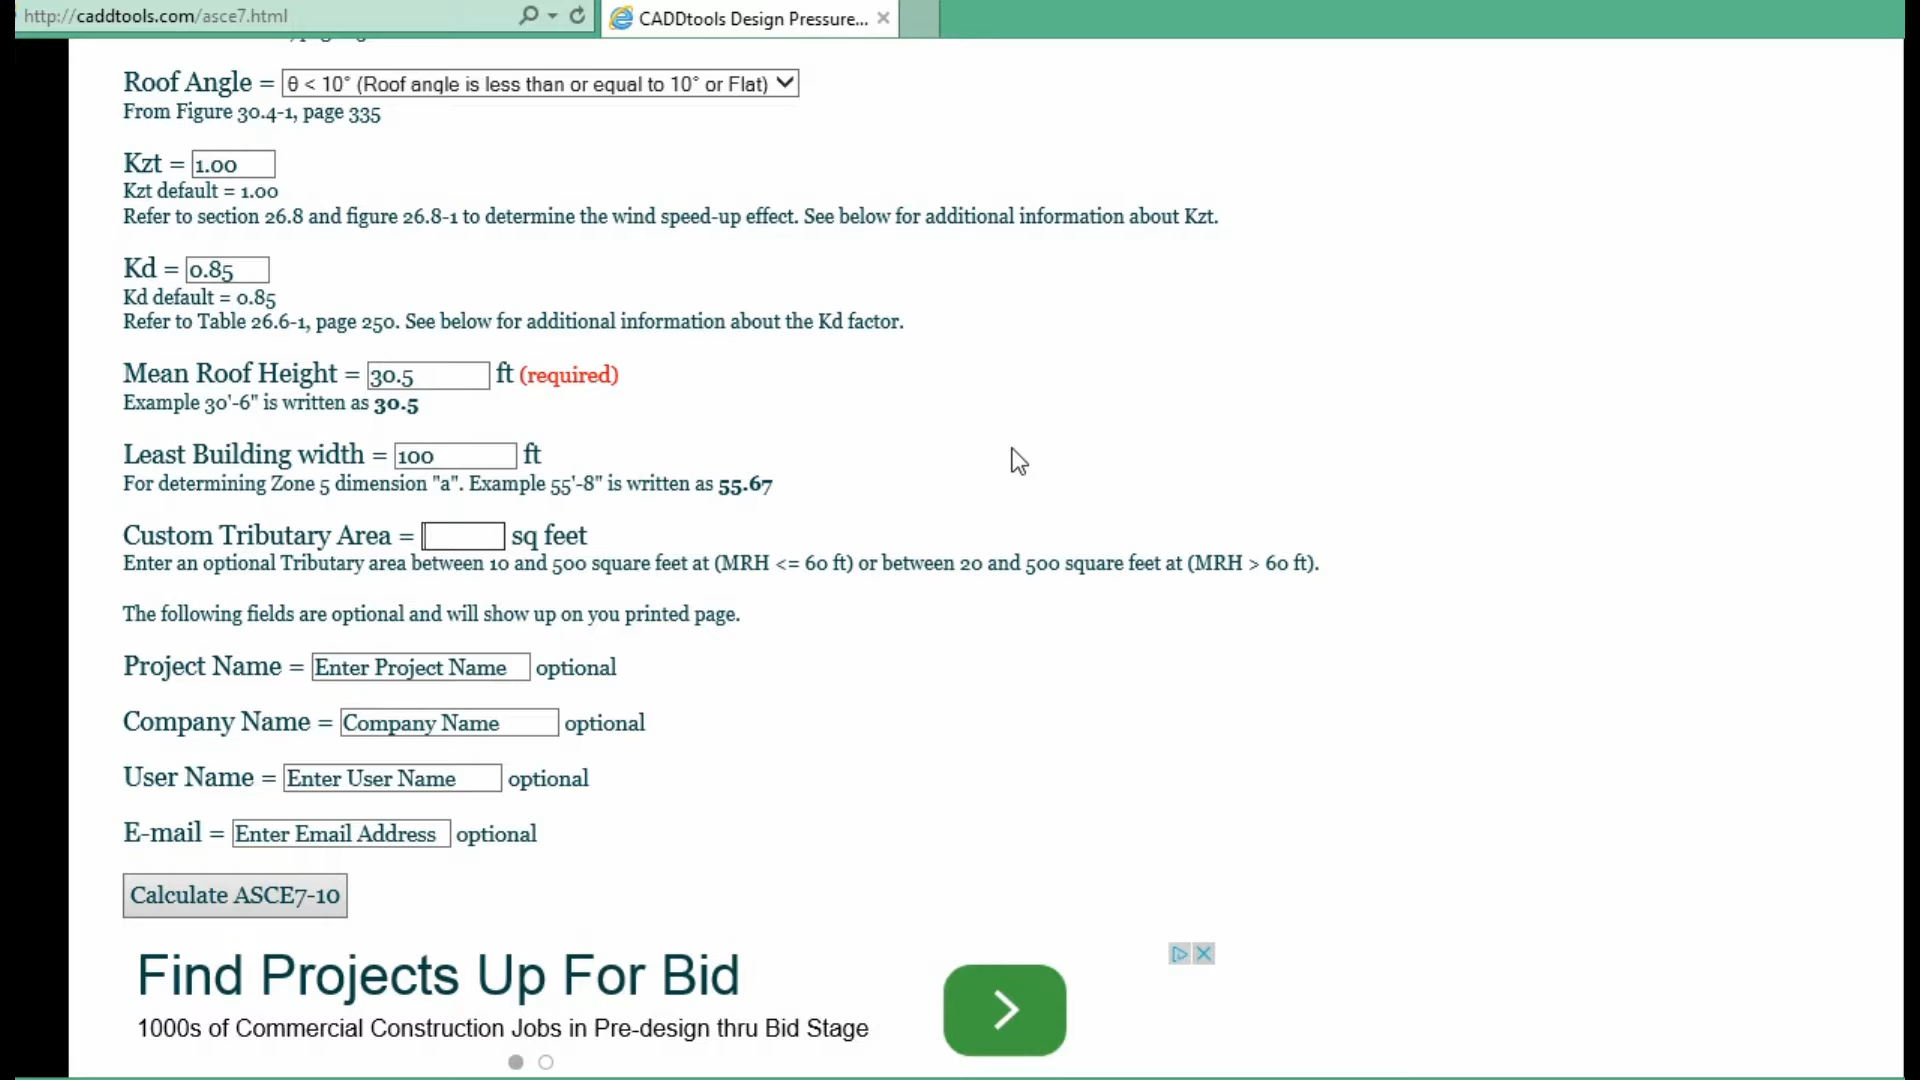 http://caddtools.com/asce7.html
CADDtools Design Pressure...
Roof Angle = θ < 10° (Roof angle is less than or equal to 10° or Flat)
From Figure 30.4-1, page 335
Kzt = 1.00
Kzt default = 1.00
Refer to section 26.8 and figure 26.8-1 to determine the wind speed-up effect. See below for additional information about Kzt.
Kd = 0.85
Kd default = 0.85
Refer to Table 26.6-1, page 250. See below for additional information about the Kd factor.
Mean Roof Height = 30.5 ft (required)
Example 30'-6" is written as 30.5
Least Building width = 100 ft
For determining Zone 5 dimension "a". Example 55'-8" is written as 55.67
Custom Tributary Area = sq feet
Enter an optional Tributary area between 10 and 500 square feet at (MRH <= 60 ft) or between 20 and 500 square feet at (MRH > 60 ft).
The following fields are optional and will show up on you printed page.
Project Name = Enter Project Name optional
Company Name = Company Name optional
User Name = Enter User Name optional
E-mail = Enter Email Address optional
Calculate ASCE7-10
Find Projects Up For Bid
1000s of Commercial Construction Jobs in Pre-design thru Bid Stage